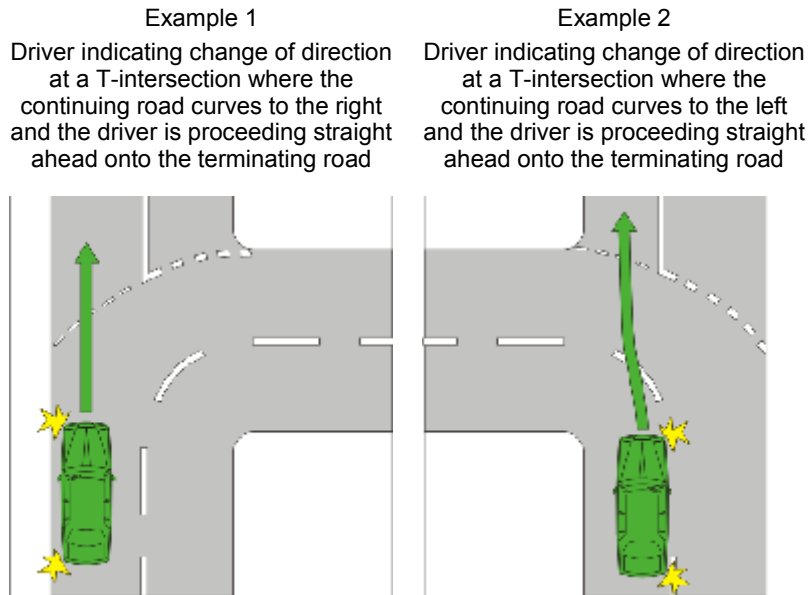 Example 1
Driver indicating change of direction
at a T-intersection where the
continuing road curves to the right
and the driver is proceeding straight
ahead onto the terminating road
Example 2
Driver indicating change of direction
at a T-intersection where the
continuing road curves to the left
and the driver is proceeding straight
ahead onto the terminating road